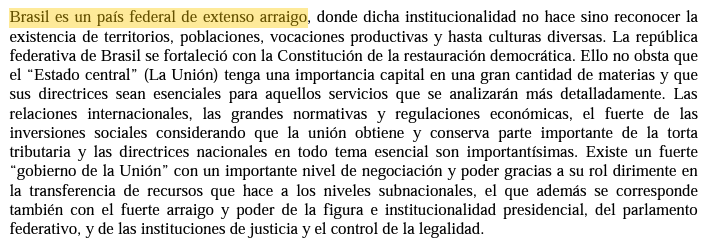 Brasil es un país federal de extenso arraigo, donde dicha institucionalidad no hace sino reconocer la
existencia de territorios, poblaciones, vocaciones productivas y hasta culturas diversas. La república
federativa de Brasil se fortaleció con la Constitución de la restauración democrática. Ello no obsta que
el “Estado central” (La Unión) tenga una importancia capital en una gran cantidad de materias y que
sus directrices sean esenciales para aquellos servicios que se analizarán más detalladamente. Las
relaciones internacionales, las grandes normativas y regulaciones económicas, el fuerte de las
inversiones sociales considerando que la unión obtiene y conserva parte importante de la torta
tributaria y las directrices nacionales en todo tema esencial son importantísimas. Existe un fuerte
“gobierno de la Unión” con un importante nivel de negociación y poder gracias a su rol dirimente en
la transferencia de recursos que hace a los niveles subnacionales, el que además se corresponde
también con el fuerte arraigo y poder de la figura e institucionalidad presidencial, del parlamento
federativo, y de las instituciones de justicia y el control de la legalidad.